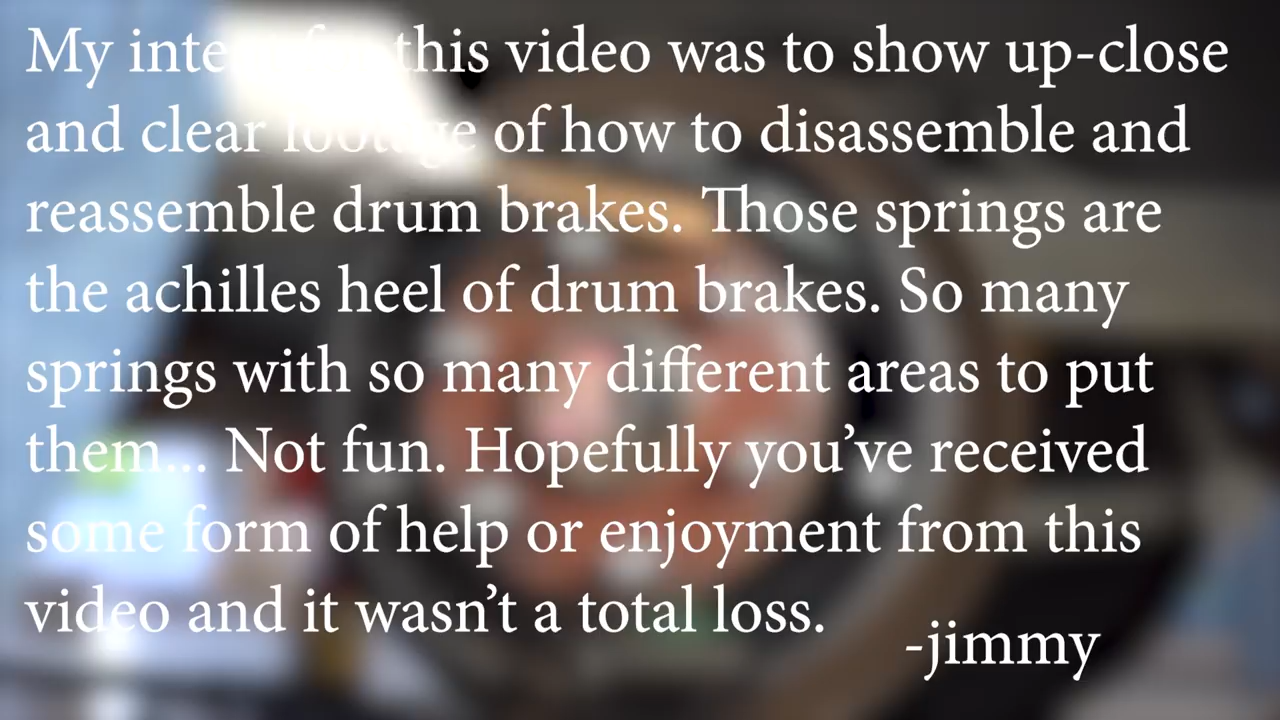 My intent for this video was to show up-close
and clear footage of how to disassemble and
reassemble drum brakes. Those springs are
the achilles heel of drum brakes. So many
springs with so many different areas to put
them... Not fun. Hopefully you’ve received
some form of help or enjoyment from this
video and it wasn’t a total loss.
-jimmy